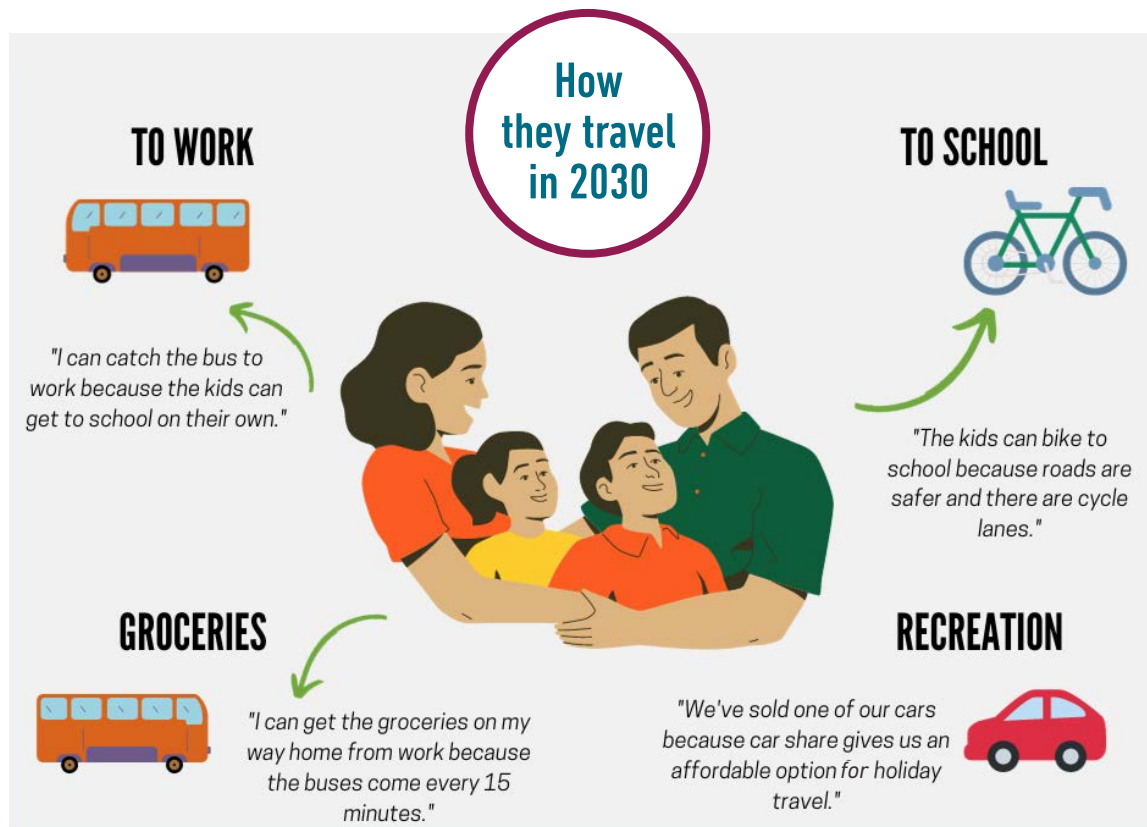 How
they travel
in 2030
TO WORK
"I can catch the bus to
work because the kids can
get to school on their own."
TO SCHOOL
"The kids can bike to
school because roads are
safer and there are cycle
lanes."
GROCERIES
"I can get the groceries on my
way home from work because
the buses come every 15
minutes."
RECREATION
"We've sold one of our cars
because car share gives us an
affordable option for holiday
travel."